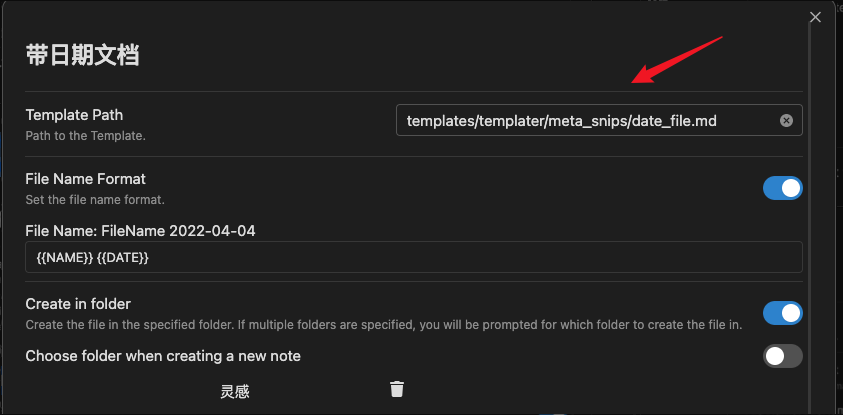 带日期文档
Template Path
Path to the Template.
templates/templater/meta_snips/date_file.md
File Name Format
Set the file name format.
File Name: FileName 2022-04-04
{{NAME}} {{DATE}}
Create in folder
Create the file in the specified folder. If multiple folders are specified, you will be prompted for which folder to create the file in.
Choose folder when creating a new note
灵感